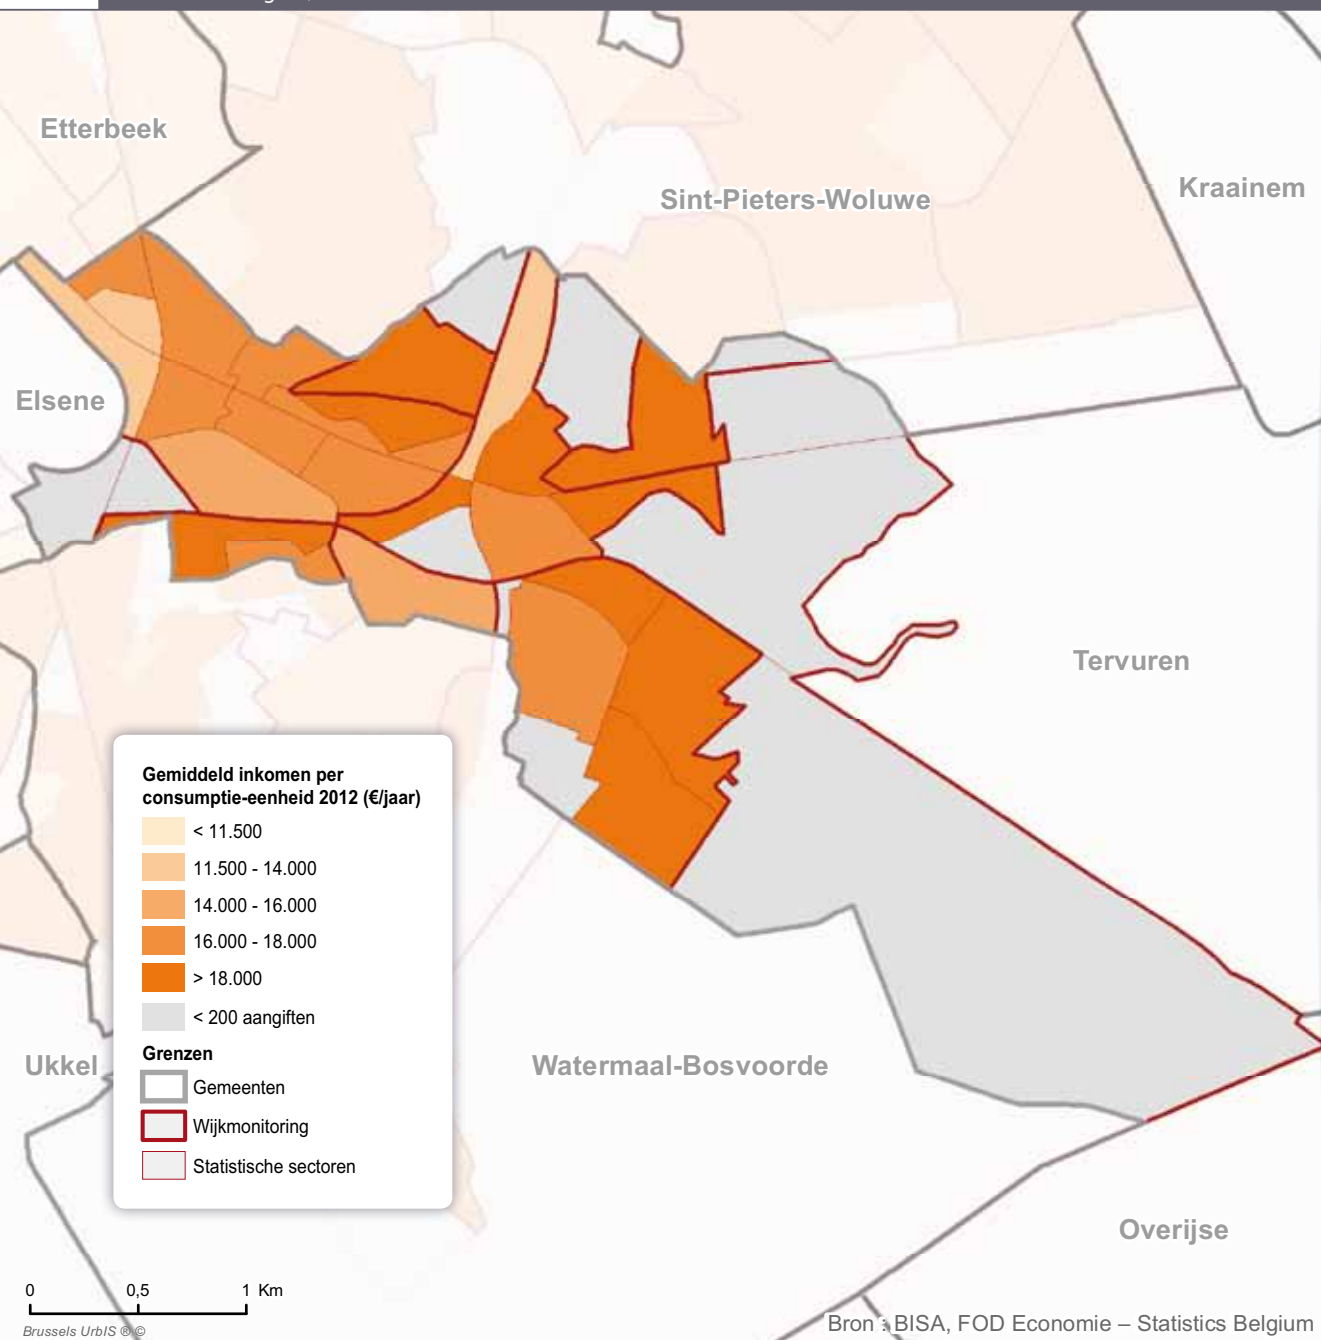 Etterbeek
Sint-Pieters-Woluwe
Kraainem
Elsene
Tervuren
Gemiddeld inkomen per
consumptie-eenheid 2012 (€/jaar)
< 11.500
11.500 - 14.000
14.000 - 16.000
16.000 - 18.000
> 18.000
< 200 aangiften
Grenzen
Gemeenten
Wijkmonitoring
Statistische sectoren
Ukkel
Watermaal-Bosvoorde
Overijse
0 0,5 1 Km
Brussels UrbIS ® ©
Bron : BISA, FOD Economie – Statistics Belgium